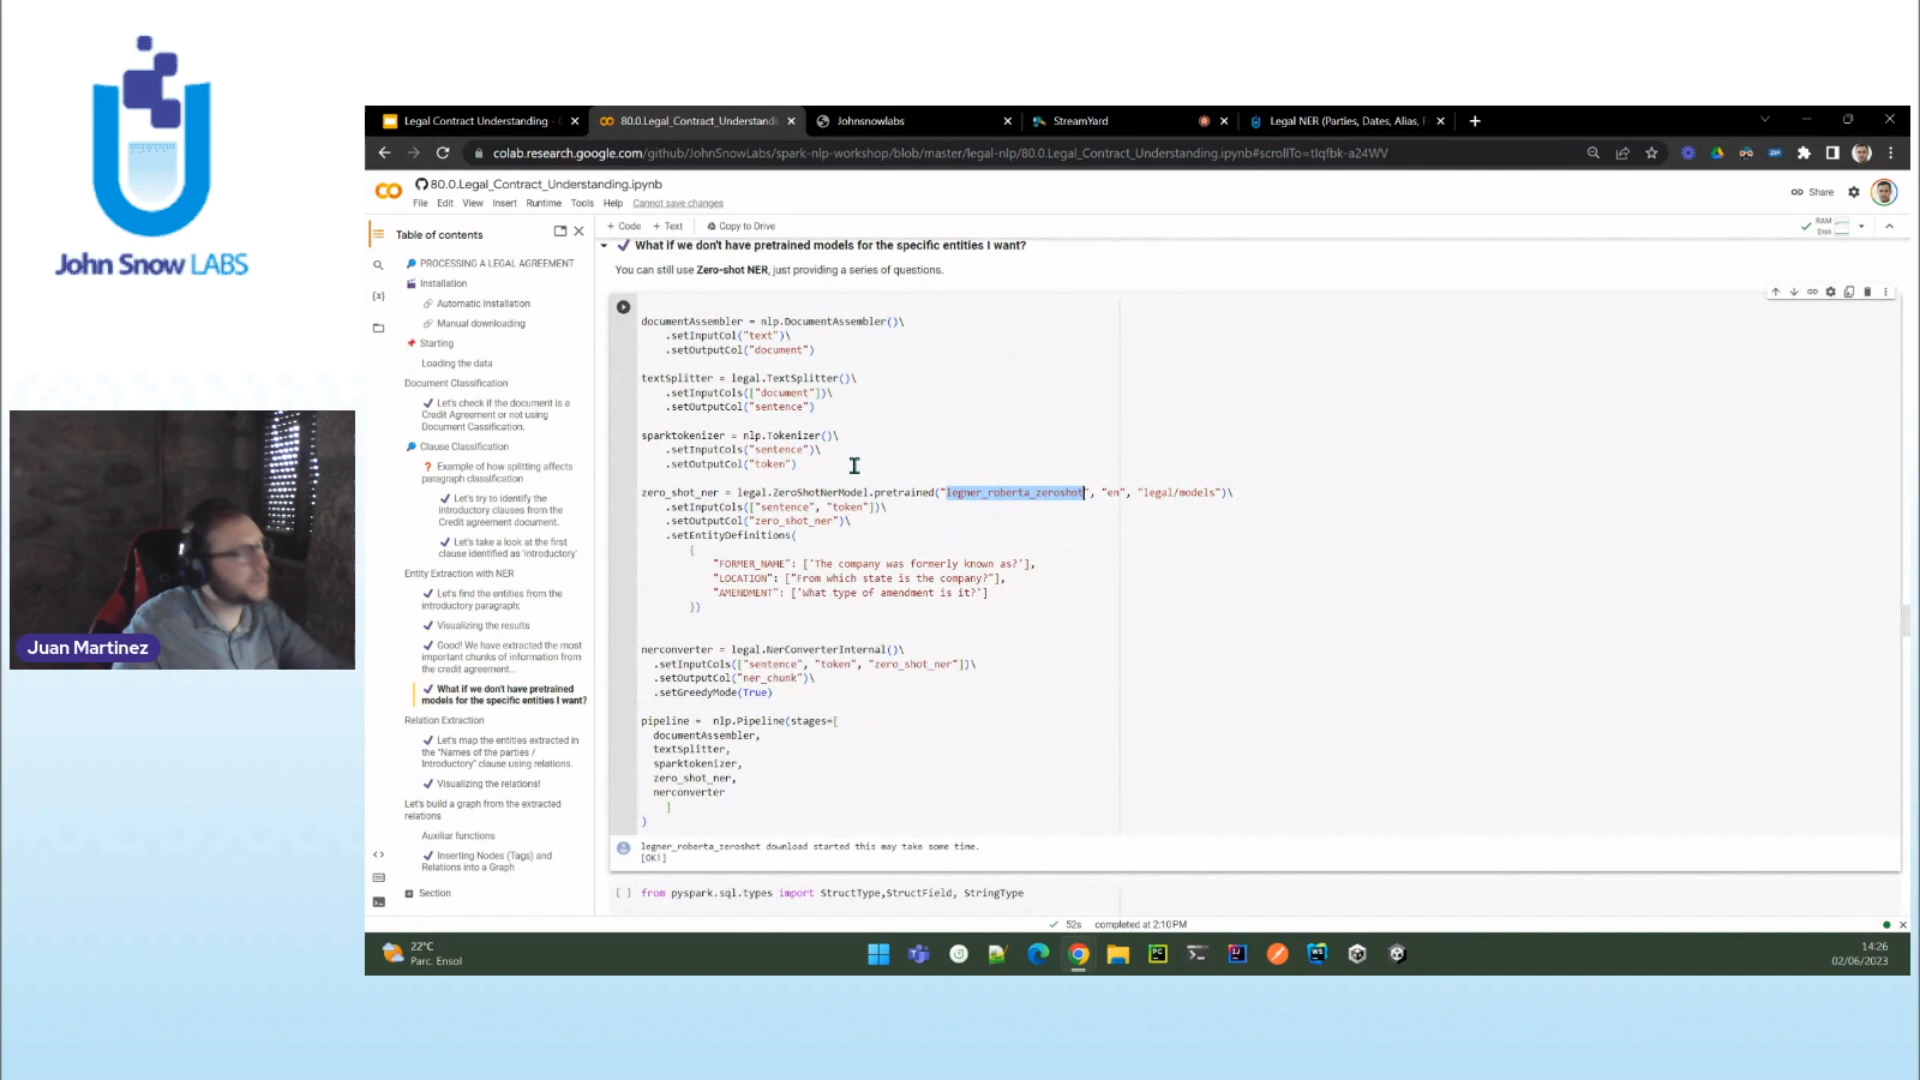 John Snow LABS
Juan Martinez
Legal Contract Understanding -
80.0.Legal_Contract_Understandi
Johnsnowlabs
StreamYard
Legal NER (Parties, Dates, Alias, F
colab.research.google.com/github/JohnSnowLabs/spark-nlp-workshop/blob/master/legal-nlp/80.0.Legal_Contract_Understanding.ipynb#scrollTo=tIqfbk-a24WV
80.0.Legal_Contract_Understanding.ipynb
Share
File Edit View Insert Runtime Tools Help Cannot save changes
+ Code + Text Copy to Drive
RAM
Disk
Table of contents
PROCESSING A LEGAL AGREEMENT
Installation
Automatic Installation
Manual downloading
Starting
Loading the data
Document Classification
Let's check if the document is a
Credit Agreement or not using
Document Cassification.
Clause Classification
Example of how splitting affects
paragraph classification
Let's try to identify the
introductory clauses from the
Credit agreement document.
Let's take a look at the first
clause identified as 'introductory'
Entity Extraction with NER
Let's find the entities from the
introductory paragraph:
Visualizing the results
Good! We have extracted the most
important chunks of information from
the credit agreement...
What if we don't have pretrained
models for the specific entities I want?
Relation Extraction
Let's map the entities extracted in
the "Names of the parties /
Introductory" clause using relations.
Visualizing the relations!
Let's build a graph from the extracted
relations
Auxiliar functions
Inserting Nodes (Tags) and
Relations into a Graph
Section
What if we don't have pretrained models for the specific entities I want?
You can still use Zero-shot NER, just providing a series of questions.
documentAssembler = nlp.DocumentAssembler()\
.setInputCol("text")\
.setOutputCol("document")
textSplitter = legal.TextSplitter()\
.setInputCols(["document"])\
.setOutputCol("sentence")
sparktokenizer = nlp.Tokenizer()\
.setInputCols("sentence")\
.setOutputCol("token")
zero_shot_ner = legal.ZeroShotNerModel.pretrained("legner_roberta_zeroshot", "en", "legal/models")\
.setInputCols(["sentence", "token"])\
.setOutputCol("zero_shot_ner")\
.setEntityDefinitions(
{
"FORMER_NAME": ['The company was formerly known as?'],
"LOCATION": ["From which state is the company?"],
"AMENDMENT": ['What type of amendment is it?']
})
nerconverter = legal.NerConverterInternal()\
.setInputCols(["sentence", "token", "zero_shot_ner"])\
.setOutputCol("ner_chunk")\
.setGreedyMode(True)
pipeline = nlp.Pipeline(stages=[
documentAssembler,
textSplitter,
sparktokenizer,
zero_shot_ner,
nerconverter
]
)
legner_roberta_zeroshot download started this may take some time.
[OK!]
[ ] from pyspark.sql.types import StructType,StructField, StringType
52s completed at 2:10 PM
22°C
Parc. Ensol
14:26
02/06/2023